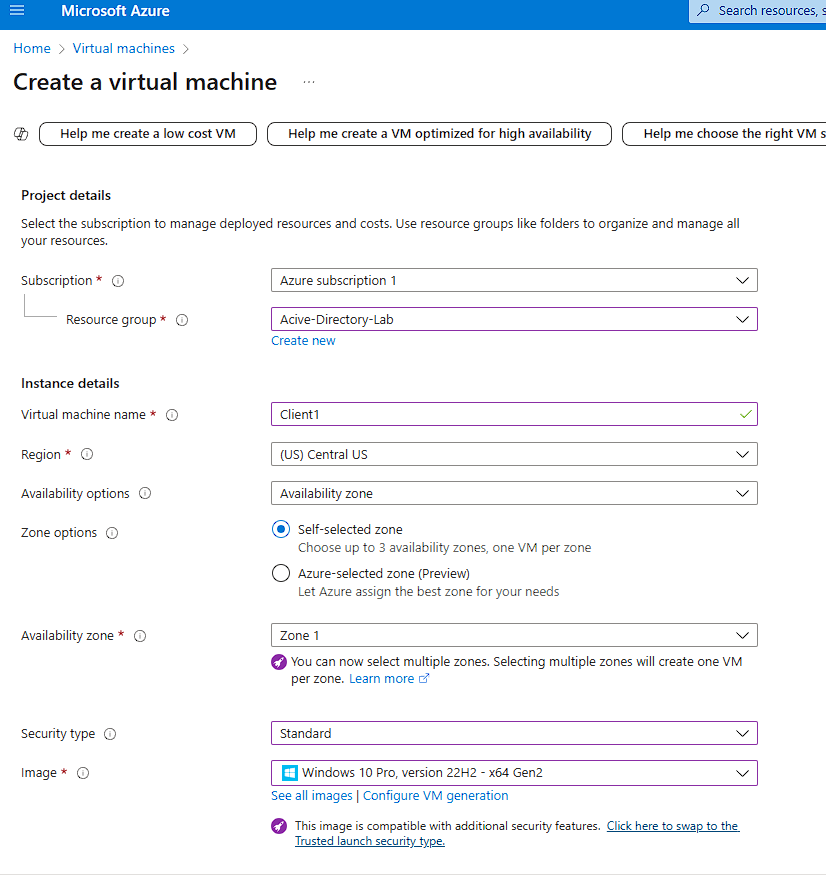 Microsoft Azure
Search resources, s
Home > Virtual machines >
Create a virtual machine ...
Help me create a low cost VM
Help me create a VM optimized for high availability
Help me choose the right VM s
Project details
Select the subscription to manage deployed resources and costs. Use resource groups like folders to organize and manage all
your resources.
Subscription * Azure subscription 1
Resource group * Acive-Directory-Lab
Create new
Instance details
Virtual machine name * Client1
Region * (US) Central US
Availability options Availability zone
Zone options Self-selected zone
Choose up to 3 availability zones, one VM per zone
Azure-selected zone (Preview)
Let Azure assign the best zone for your needs
Availability zone * Zone 1
You can now select multiple zones. Selecting multiple zones will create one VM
per zone. Learn more
Security type Standard
Image * Windows 10 Pro, version 22H2 - x64 Gen2
See all images | Configure VM generation
This image is compatible with additional security features. Click here to swap to the
Trusted launch security type.